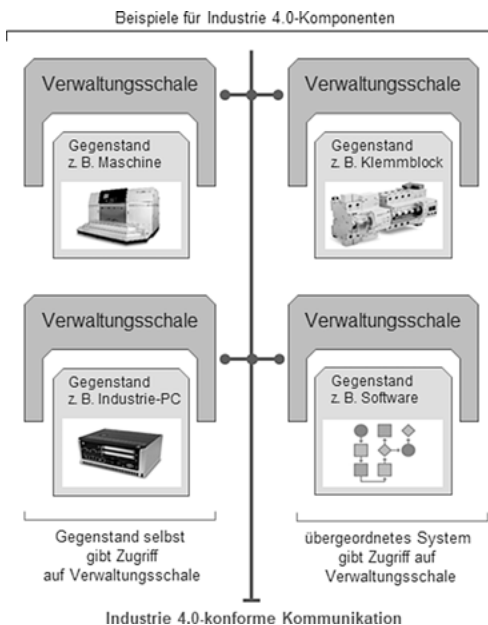 Beispiele für Industrie 4.0-Komponenten
Verwaltungsschale
Gegenstand
z. B. Maschine
Verwaltungsschale
Gegenstand
z. B. Klemmblock
Verwaltungsschale
Gegenstand
z. B. Industrie-PC
Verwaltungsschale
Gegenstand
z. B. Software
Gegenstand selbst
gibt Zugriff
auf Verwaltungsschale
übergeordnetes System
gibt Zugriff auf
Verwaltungsschale
Industrie 4.0-konforme Kommunikation